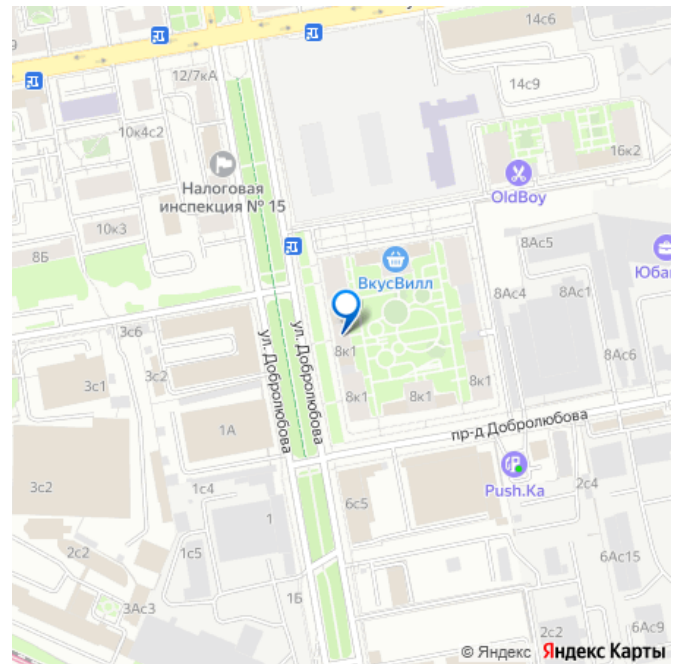 14с6
12/7кА
14с9
10к4с2
16к2
Налоговая
инспекция № 15
OldBoy
10к3
8Б
8Ас5
ВкусВилл
Юба
8Ас4
8Ас1
3с6
8к1
3с2
8Ас6
3с1
ул. Добролюбова
ул. Добролюбова
8к1
8к1
8к1
1А
пр-д Добролюбова
Push.Ka
3с2
1с4
6с5
2с4
1
2с2
1с5
6Ас15
1Б
3Ас3
2с2
6Ас9
© Яндекс Яндекс Карты